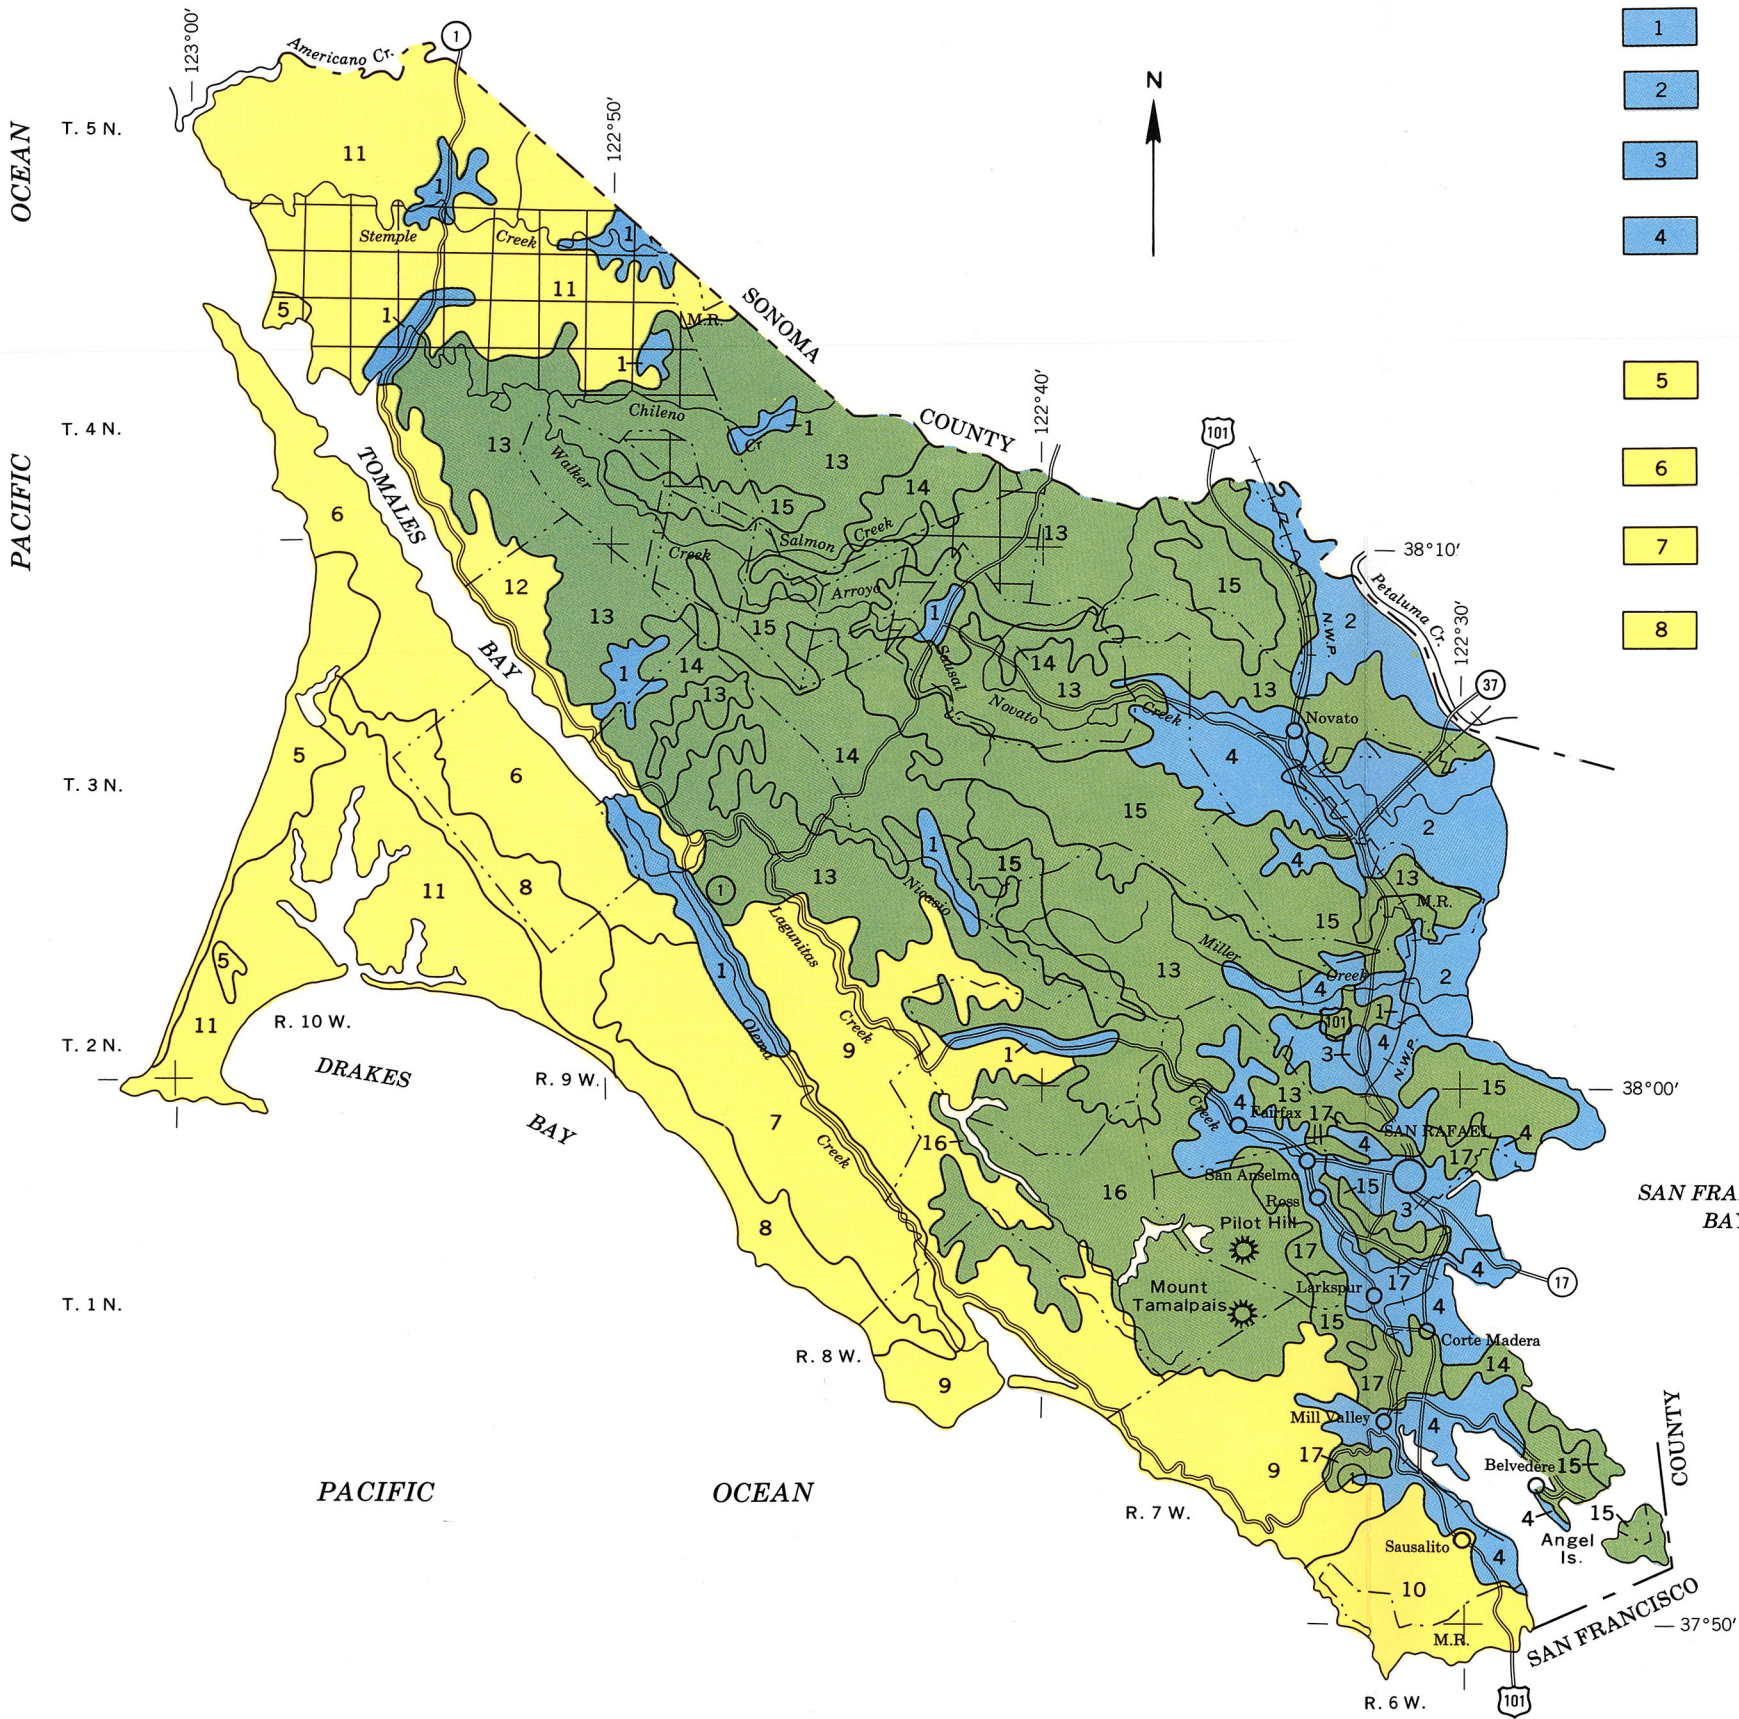 1
123°00′
Americano Cr.
1
2
N
122°50′
OCEAN
T. 5 N.
11
3
1
4
Stemple
Creek
1
11
5
1
M.R.
SONOMA
1
5
122°40′
Chileno
COUNTY
1
T. 4 N.
Cr
101
13
13
Walker
6
PACIFIC
TOMALES
14
15
6
Creek
13
Salmon
7
Creek
38°10′
12
15
Arroyo
Petaluma Cr.
13
1
2
N.W.P.
15
8
122°30′
BAY
14
14
1
Sausal
13
13
13
37
Novato
Creek
Novato
5
14
4
6
T. 3 N.
15
2
1
4
15
13
13
8
11
1
Nicasio
M.R.
Lagunitas
15
Miller
5
1
13
Creek
2
4
11
R. 10 W.
1
101
Olema
Creek
4
T. 2 N.
9
1
3
N.W.P.
DRAKES
R. 9 W.
15
38°00′
13
4
Creek
Fairfax
17
7
BAY
SAN RAFAEL
4
16
Creek
4
17
San Anselmo
15
16
SAN FRA
Ross
3
BAY
8
Pilot Hill
17
4
17
17
Mount
Tamalpais
Larkspur
T. 1 N.
4
15
Corte Madera
R. 8 W.
14
9
17
Mill Valley
4
COUNTY
17
9
Belvedere
15
1
PACIFIC
OCEAN
R. 7 W.
4
15
Angel
Is.
Sausalito
4
10
SAN FRANCISCO
37°50′
M.R.
R. 6 W.
101